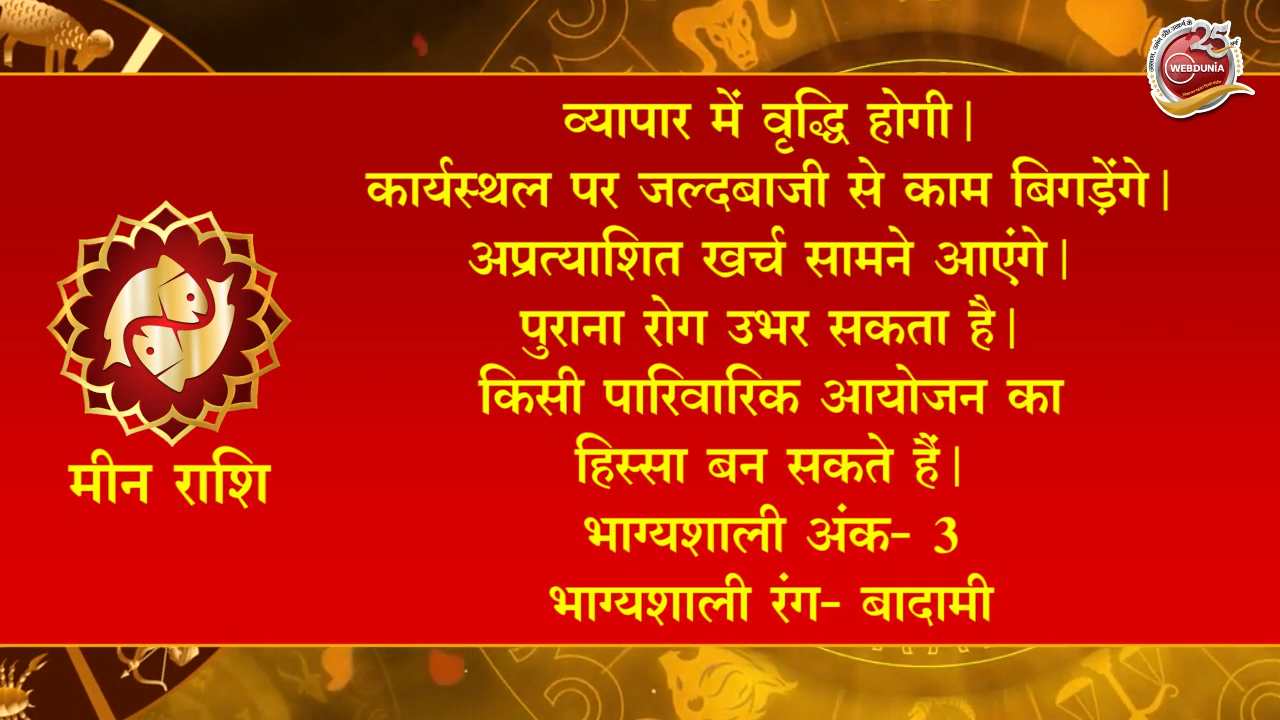 WEBDUNIA
व्यापार में वृद्धि होगी|
कार्यस्थल पर जल्दबाजी से काम बिगड़ेंगे|
अप्रत्याशित खर्च सामने आएंगे|
पुराना रोग उभर सकता है|
किसी पारिवारिक आयोजन का
हिस्सा बन सकते हैं|
भाग्यशाली अंक- 3
भाग्यशाली रंग- बादामी
मीन राशि
25